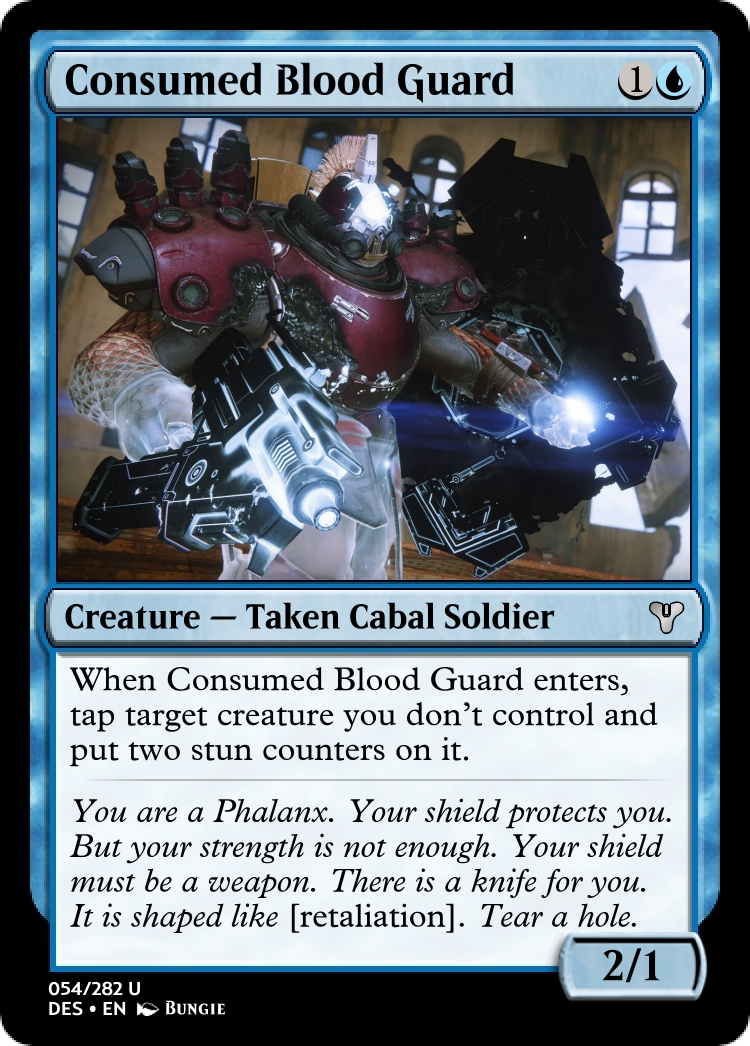 Consumed Blood Guard 1
Creature — Taken Cabal Soldier
When Consumed Blood Guard enters,
tap target creature you don't control and
put two stun counters on it.
You are a Phalanx. Your shield protects you.
But your strength is not enough. Your shield
must be a weapon. There is a knife for you.
It is shaped like [retaliation]. Tear a hole.
2/1
054/282 U
DES • EN Bungie